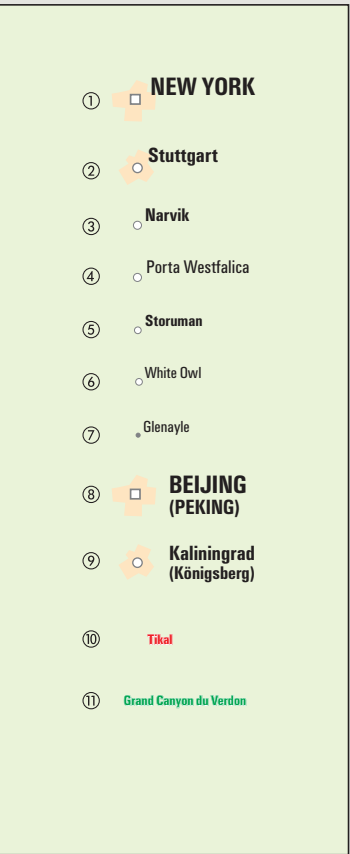 ① NEW YORK
② Stuttgart
③ Narvik
④ Porta Westfalica
⑤ Storuman
⑥ White Owl
⑦ Glenayle
⑧ BEIJING
(PEKING)
⑨ Kaliningrad
(Königsberg)
⑩ Tikal
⑪ Grand Canyon du Verdon